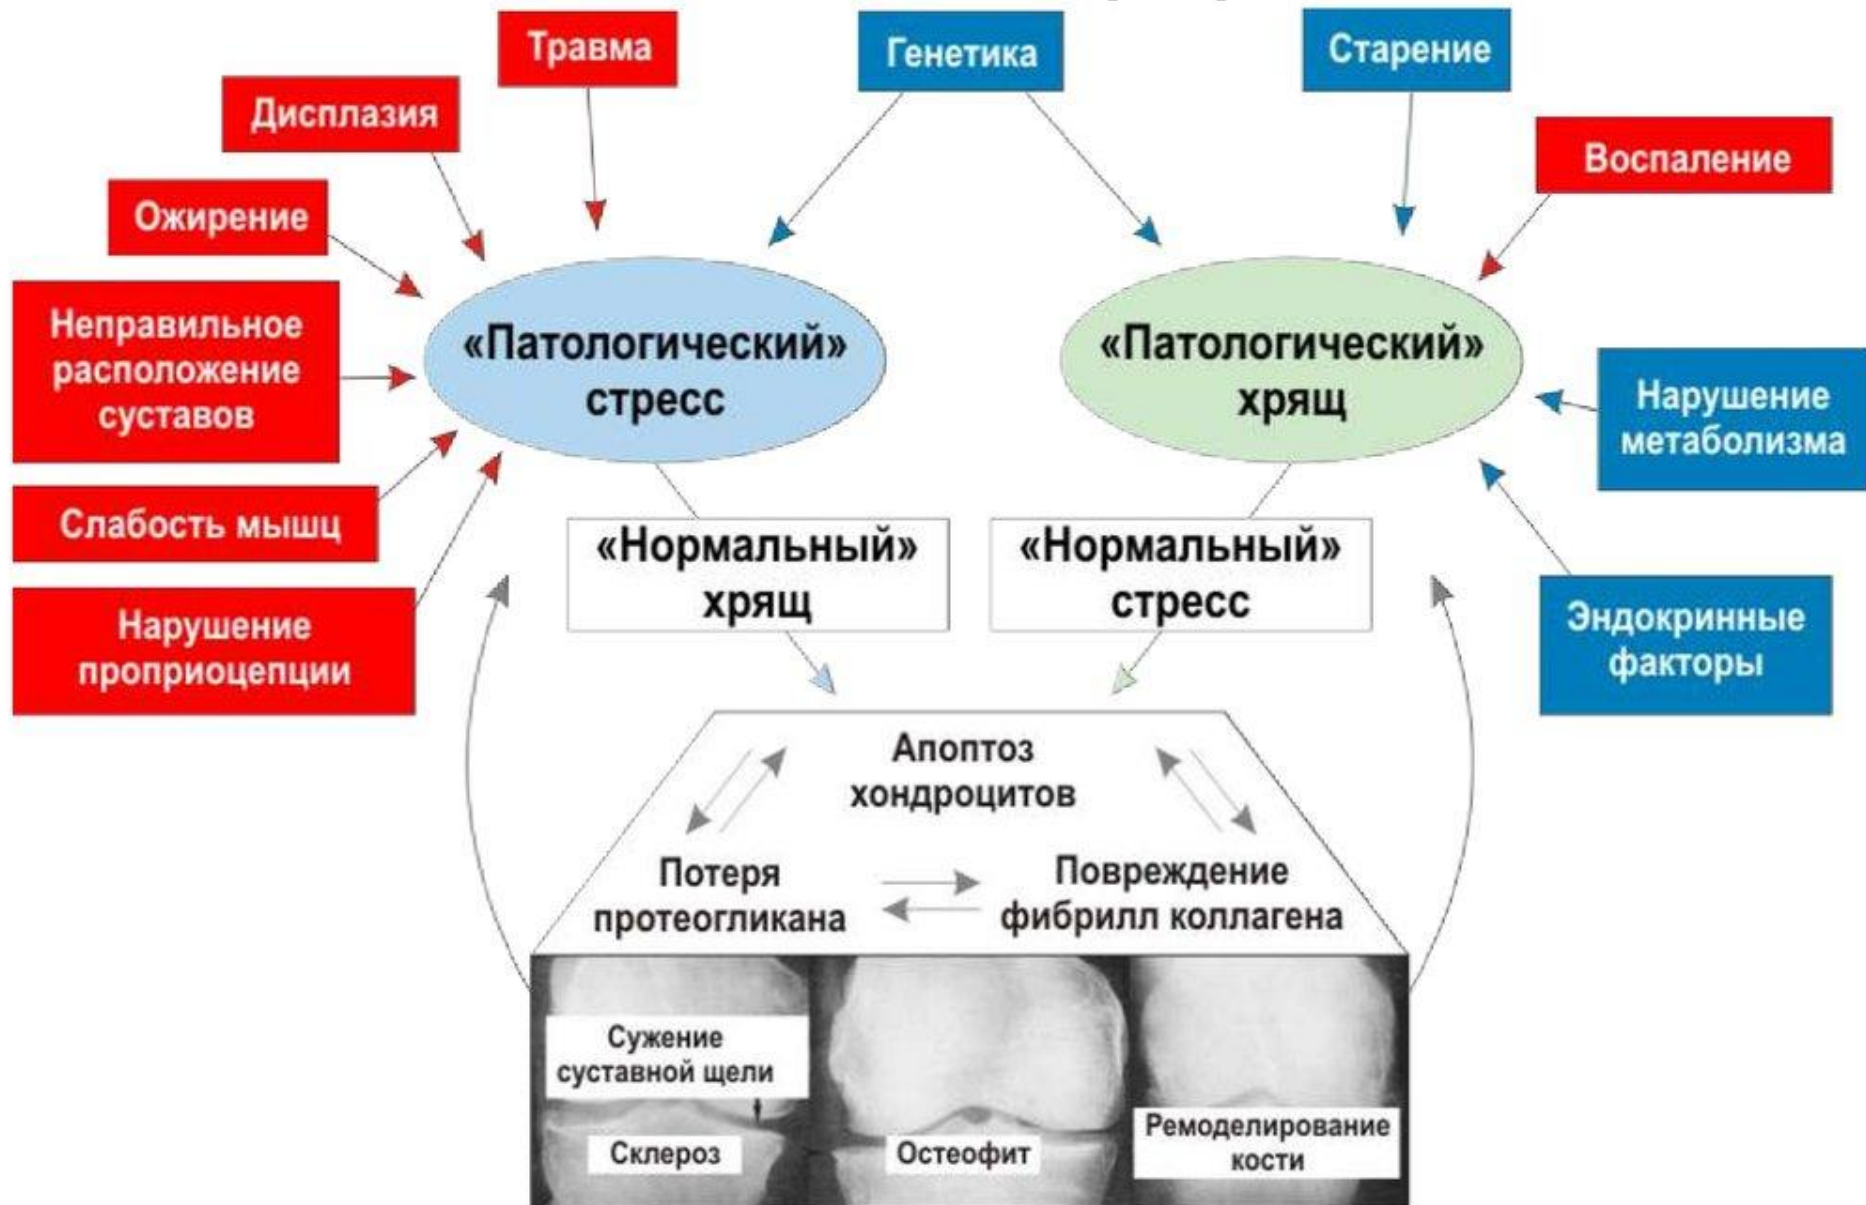 Травма
Генетика
Старение
Дисплазия
Воспаление
Ожирение
Неправильное
расположение
суставов
«Патологический»
стресс
«Патологический»
хрящ
Нарушение
метаболизма
Слабость мышц
«Нормальный»
хрящ
«Нормальный»
стресс
Нарушение
проприоцепции
Эндокринные
факторы
Апоптоз
хондроцитов
Потеря
протеогликана
Повреждение
фибрилл коллагена
Сужение
суставной щели
Склероз
Остеофит
Ремоделирование
кости